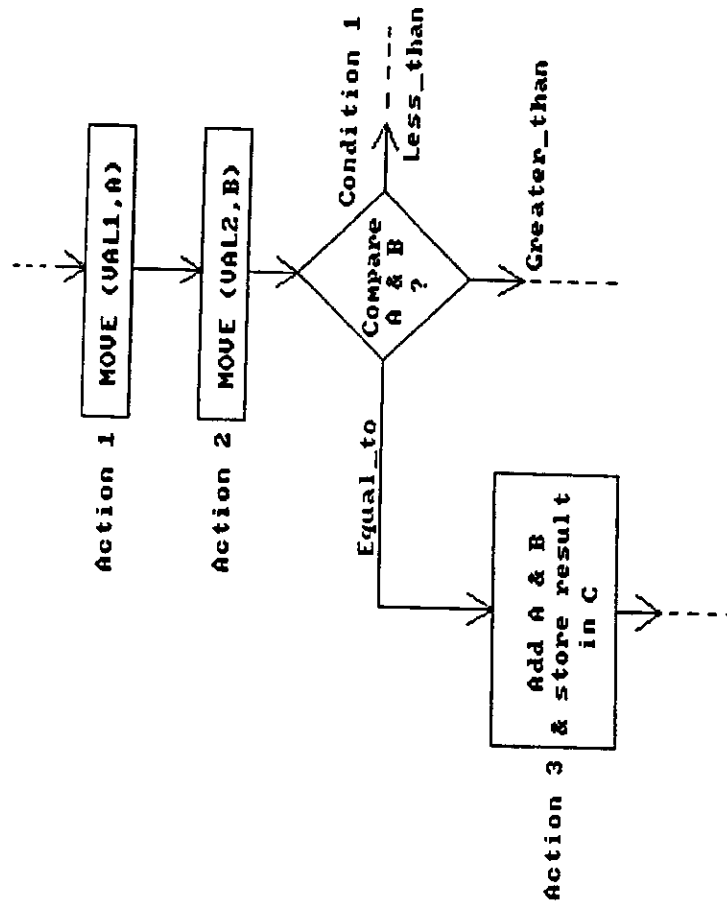 Action 1
MOVE (VAL1,A)
Action 2
MOVE (VAL2,B)
Condition 1
Compare
A & B
?
Less_than
Equal_to
Greater_than
Action 3
Add A & B
& store result
in C